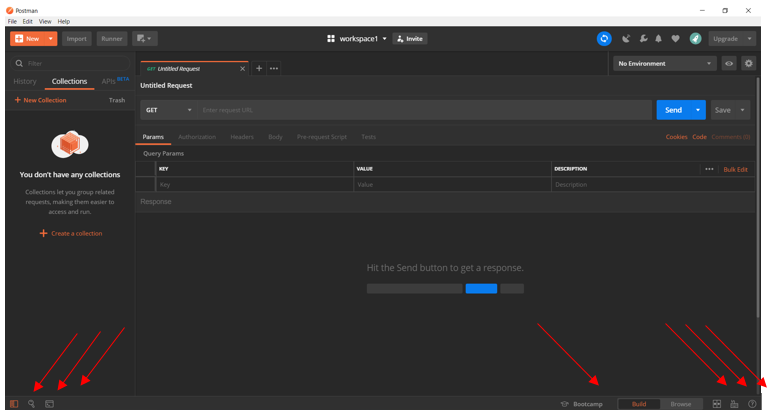 Postman
File Edit View Help
New Import Runner workspace1 Invite Upgrade
Filter
History Collections APIs BETA
New Collection Trash
You don't have any collections
Collections let you group related
requests, making them easier to
access and run.
Create a collection
GET Untitled Request
No Environment
Untitled Request
GET Enter request URL Send Save
Params Authorization Headers Body Pre-request Script Tests Cookies Code Comments (0)
Query Params
KEY VALUE DESCRIPTION Bulk Edit
Key Value Description
Response
Hit the Send button to get a response.
Bootcamp Build Browse